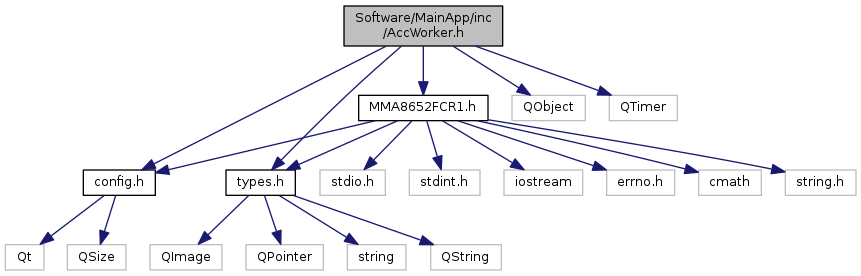 Software/MainApp/inc
/AccWorker.h
MMA8652FCR1.h
QObject
QTimer
config.h
types.h
stdio.h
stdint.h
iostream
errno.h
cmath
string.h
Qt
QSize
QImage
QPointer
string
QString